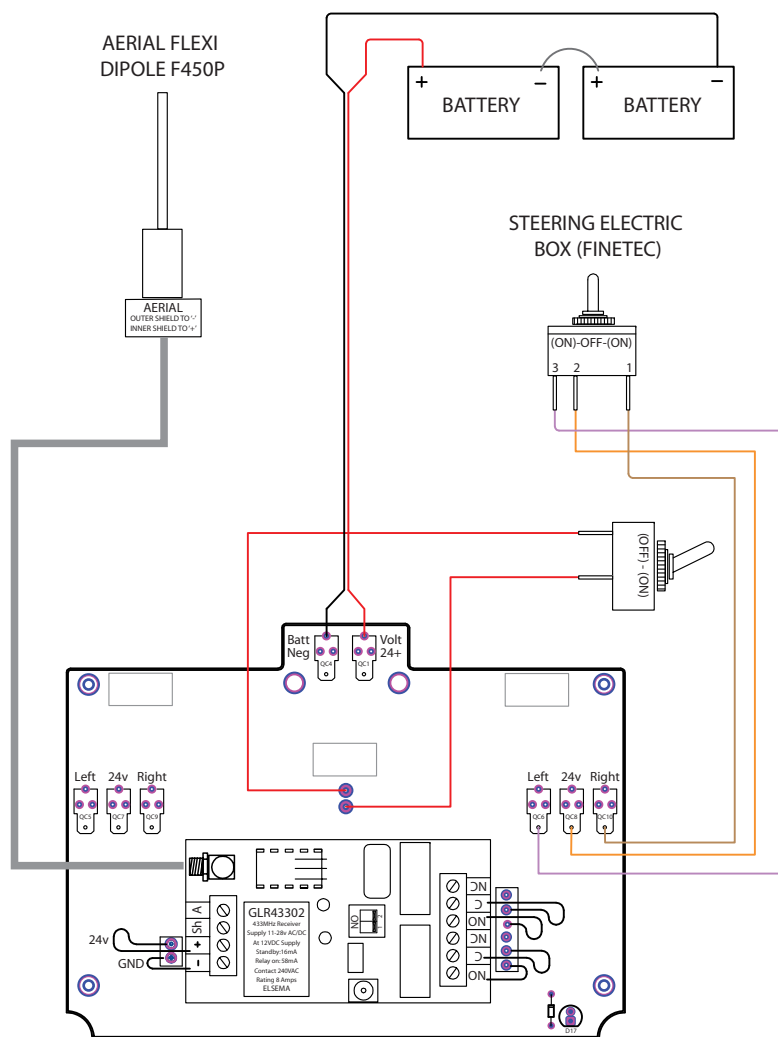 AERIAL FLEXI
DIPOLE F450P
+
−
BATTERY
+
−
BATTERY
STEERING ELECTRIC
BOX (FINETEC)
AERIAL
OUTER SHIELD TO '-'
INNER SHIELD TO '+'
(ON)-OFF-(ON)
3 2 1
(OFF) - (ON)
Batt
Neg
QC4
Volt
24+
QC1
Left 24v Right
QC5 QC7 QC9
Left 24v Right
QC6 QC8 QC10
A
Sh
+
-
24v
GND
GLR43302
433MHz Receiver
Supply 11-28v AC/DC
At 12VDC Supply
Standby:16mA
Relay on: 58mA
Contact 240VAC
Rating 8 Amps
ELSEMA
ON
1 2
NC
C
NO
NC
C
NO
D17